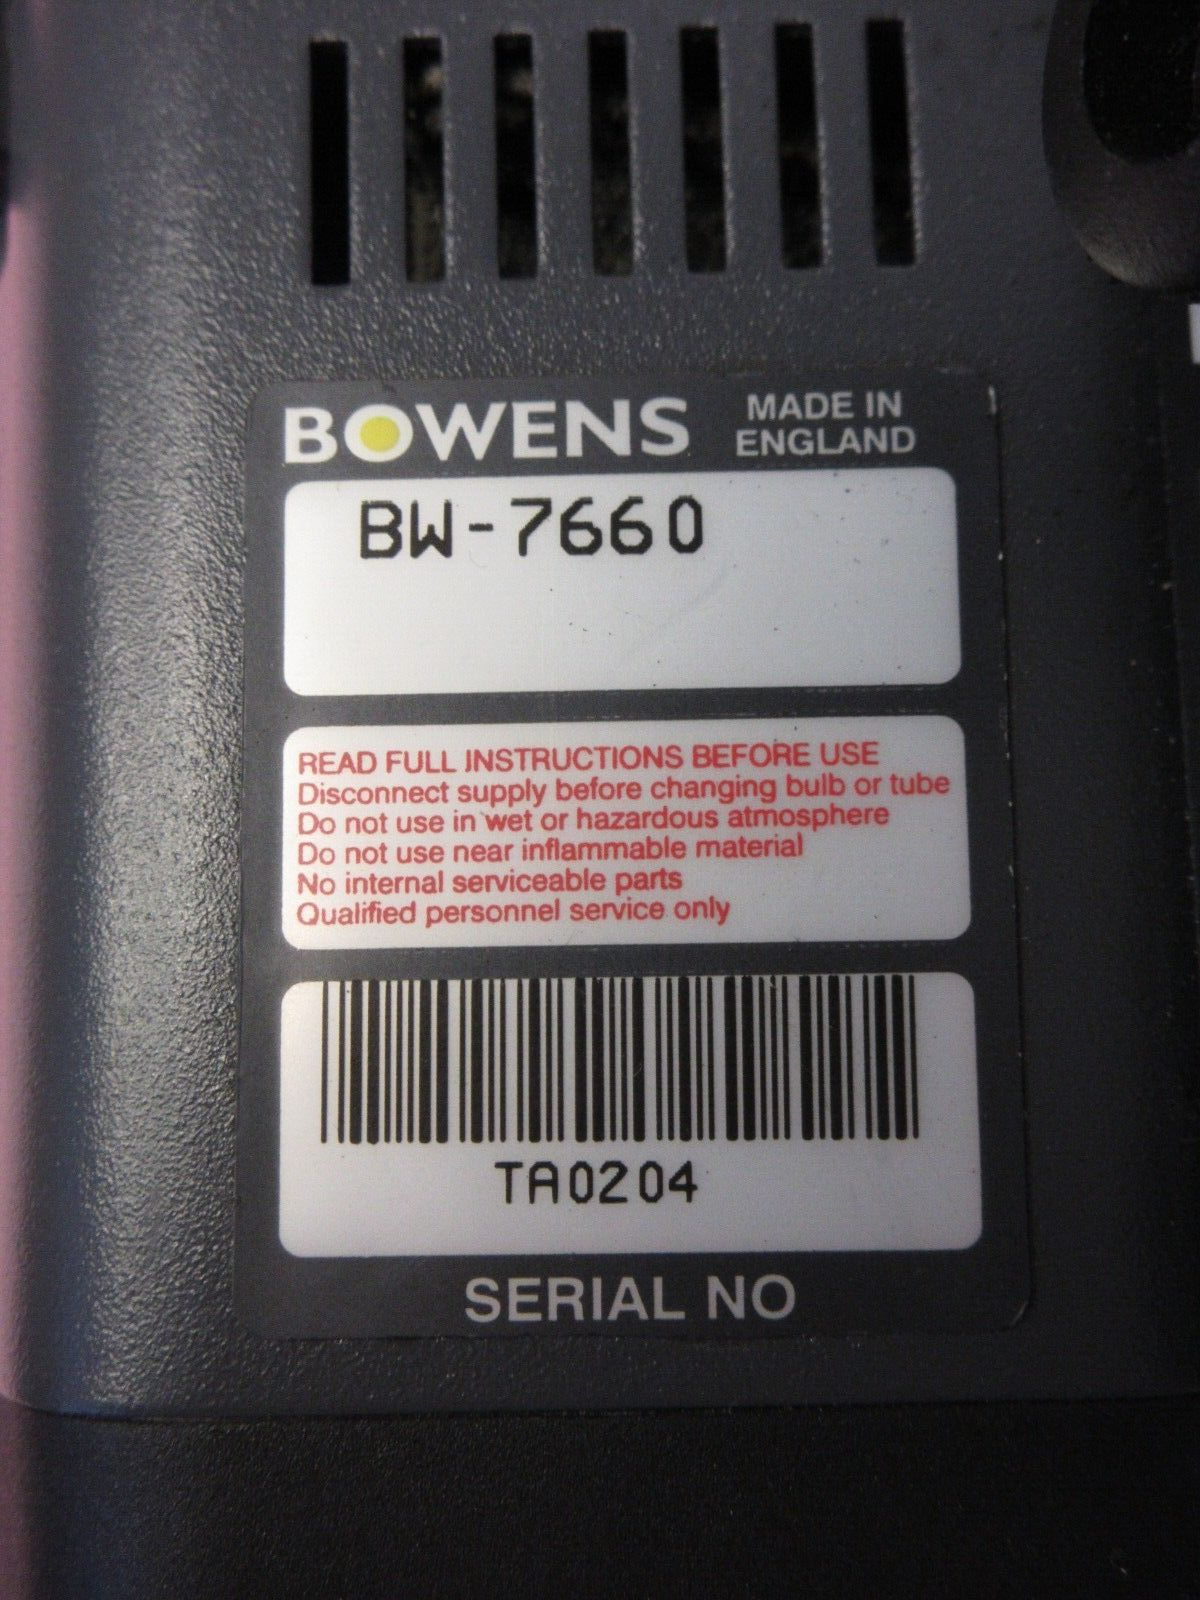 BOWENS
MADE IN
ENGLAND
BW-7660
READ FULL INSTRUCTIONS BEFORE USE
Disconnect supply before changing bulb or tube
Do not use in wet or hazardous atmosphere
Do not use near inflammable material
No internal serviceable parts
Qualified personnel service only
TA0204
SERIAL NO